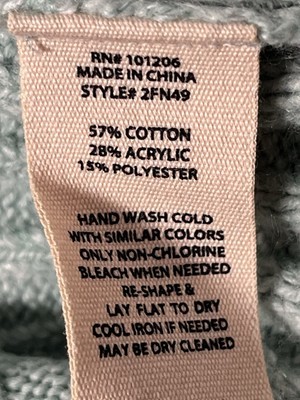 RN# 101206
MADE IN CHINA
STYLE# 2FN49
57% COTTON
28% ACRYLIC
15% POLYESTER
HAND WASH COLD
WITH SIMILAR COLORS
ONLY NON-CHLORINE
BLEACH WHEN NEEDED
RE-SHAPE &
LAY FLAT TO DRY
COOL IRON IF NEEDED
MAY BE DRY CLEANED